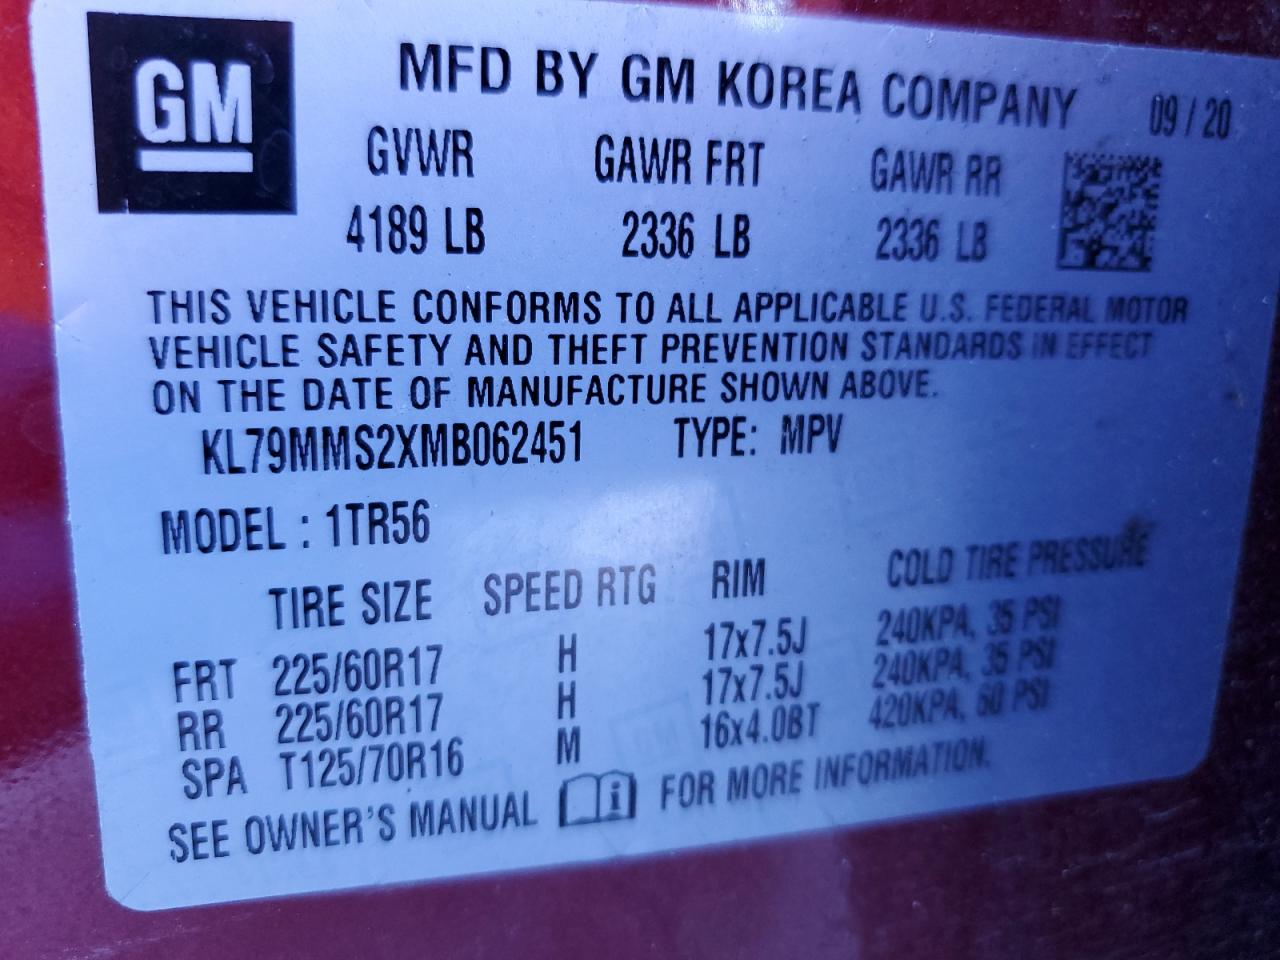 GM
MFD BY GM KOREA COMPANY 09 / 20
GVWR GAWR FRT GAWR RR
4189 LB 2336 LB 2336 LB
THIS VEHICLE CONFORMS TO ALL APPLICABLE U.S. FEDERAL MOTOR
VEHICLE SAFETY AND THEFT PREVENTION STANDARDS IN EFFECT
ON THE DATE OF MANUFACTURE SHOWN ABOVE.
KL79MMS2XMB062451 TYPE: MPV
MODEL : 1TR56
TIRE SIZE SPEED RTG RIM COLD TIRE PRESSURE
FRT 225/60R17 H 17x7.5J 240KPA, 35 PSI
RR 225/60R17 H 17x7.5J 240KPA, 35 PSI
SPA T125/70R16 M 16x4.0BT 420KPA, 60 PSI
SEE OWNER'S MANUAL i FOR MORE INFORMATION.